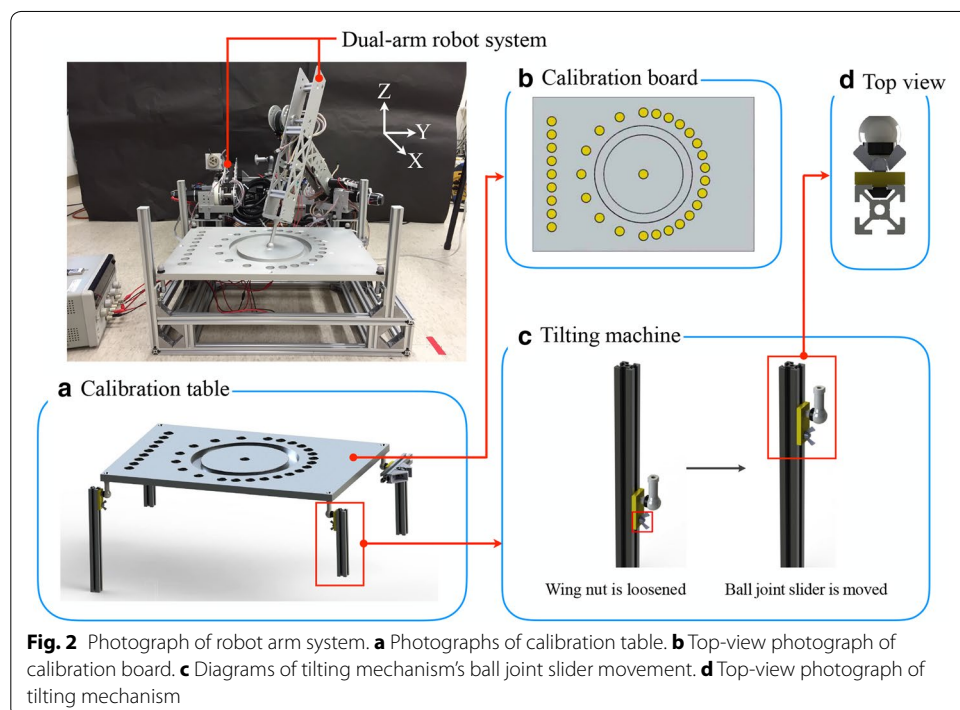 Dual-arm robot system
Z
Y
X
b Calibration board
d Top view
a Calibration table
c Tilting machine
Wing nut is loosened
Ball joint slider is moved
Fig. 2 Photograph of robot arm system. a Photographs of calibration table. b Top-view photograph of
calibration board. c Diagrams of tilting mechanism's ball joint slider movement. d Top-view photograph of
tilting mechanism